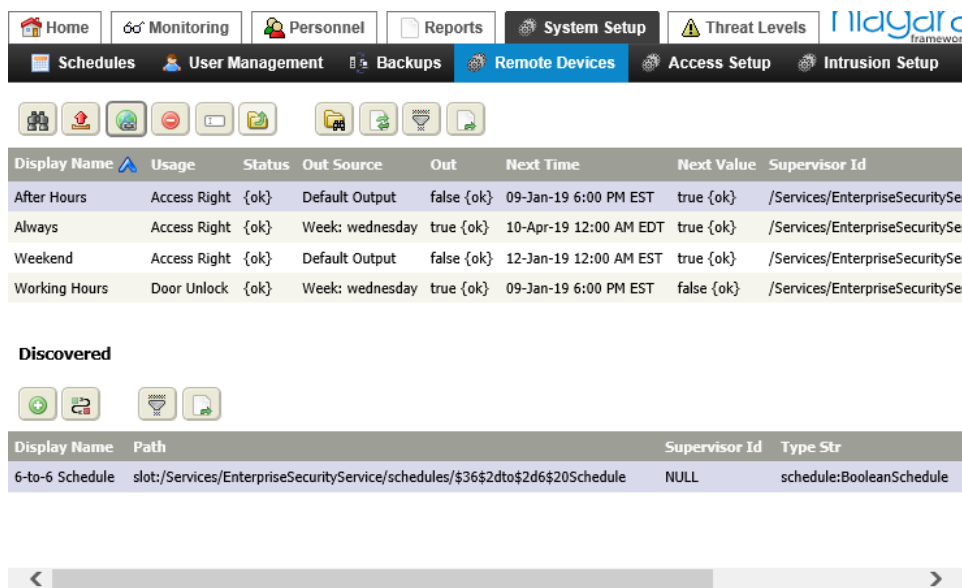 Home Monitoring Personnel Reports System Setup Threat Levels niagara
framework
Schedules User Management Backups Remote Devices Access Setup Intrusion Setup
Display Name Usage Status Out Source Out Next Time Next Value Supervisor Id
After Hours Access Right {ok} Default Output false {ok} 09-Jan-19 6:00 PM EST true {ok} /Services/EnterpriseSecuritySe
Always Access Right {ok} Week: wednesday true {ok} 10-Apr-19 12:00 AM EDT true {ok} /Services/EnterpriseSecuritySe
Weekend Access Right {ok} Default Output false {ok} 12-Jan-19 12:00 AM EST true {ok} /Services/EnterpriseSecuritySe
Working Hours Door Unlock {ok} Week: wednesday true {ok} 09-Jan-19 6:00 PM EST false {ok} /Services/EnterpriseSecuritySe
Discovered
Display Name Path Supervisor Id Type Str
6-to-6 Schedule slot:/Services/EnterpriseSecurityService/schedules/$36$2dto$2d6$20Schedule NULL schedule:BooleanSchedule